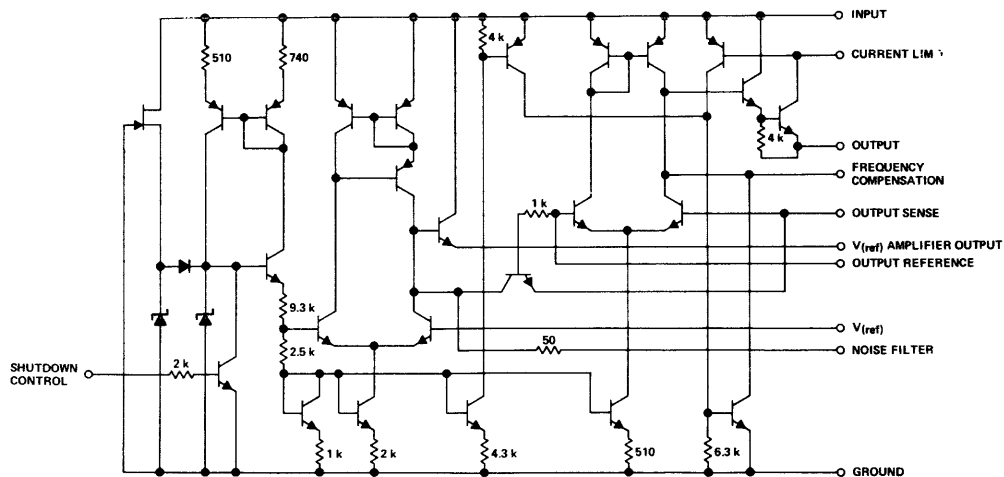 INPUT
4 k
510
740
CURRENT LIM
4 k
OUTPUT
FREQUENCY
COMPENSATION
1 k
OUTPUT SENSE
V(ref) AMPLIFIER OUTPUT
OUTPUT REFERENCE
9.3 k
V(ref)
50
NOISE FILTER
2.5 k
SHUTDOWN
CONTROL
2 k
1 k
2 k
4.3 k
510
6.3 k
GROUND